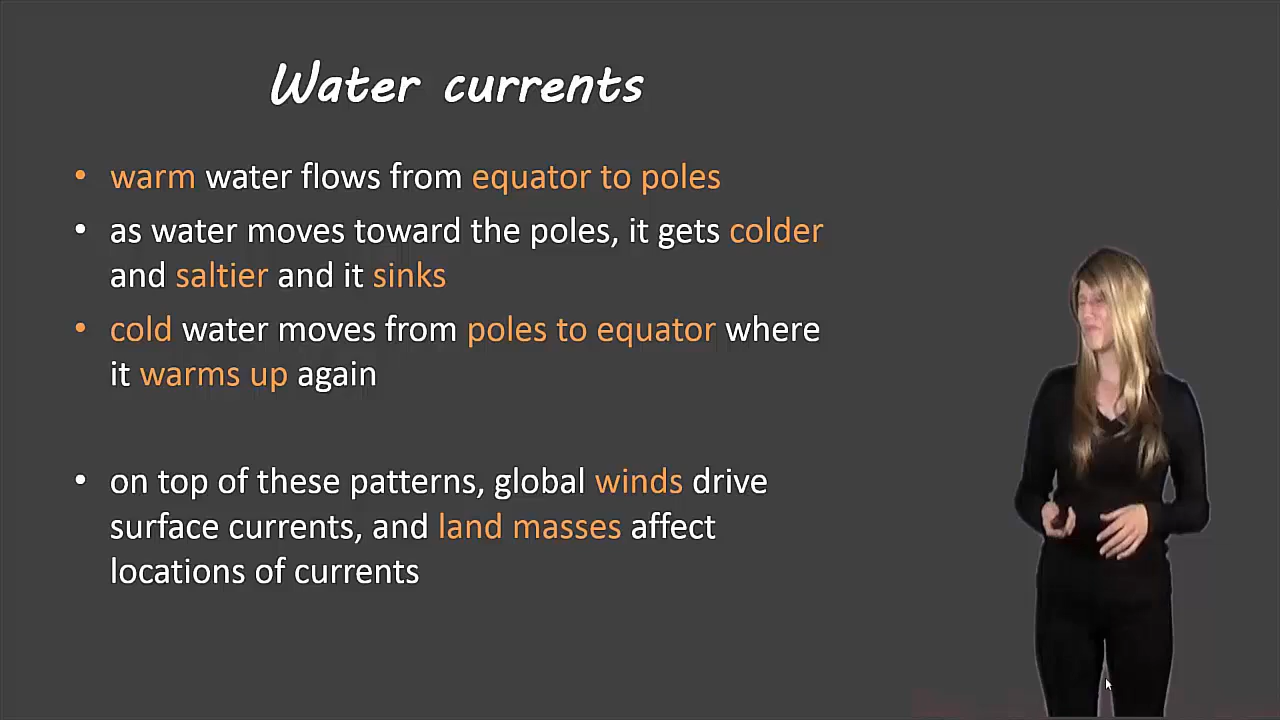 Water currents
• warm water flows from equator to poles
• as water moves toward the poles, it gets colder
and saltier and it sinks
• cold water moves from poles to equator where
it warms up again
• on top of these patterns, global winds drive
surface currents, and land masses affect
locations of currents